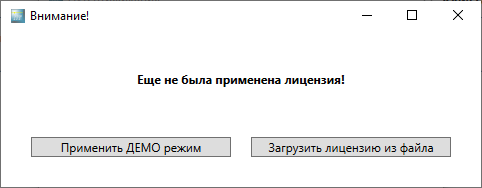 Внимание!
Еще не была применена лицензия!
Применить ДЕМО режим
Загрузить лицензию из файла